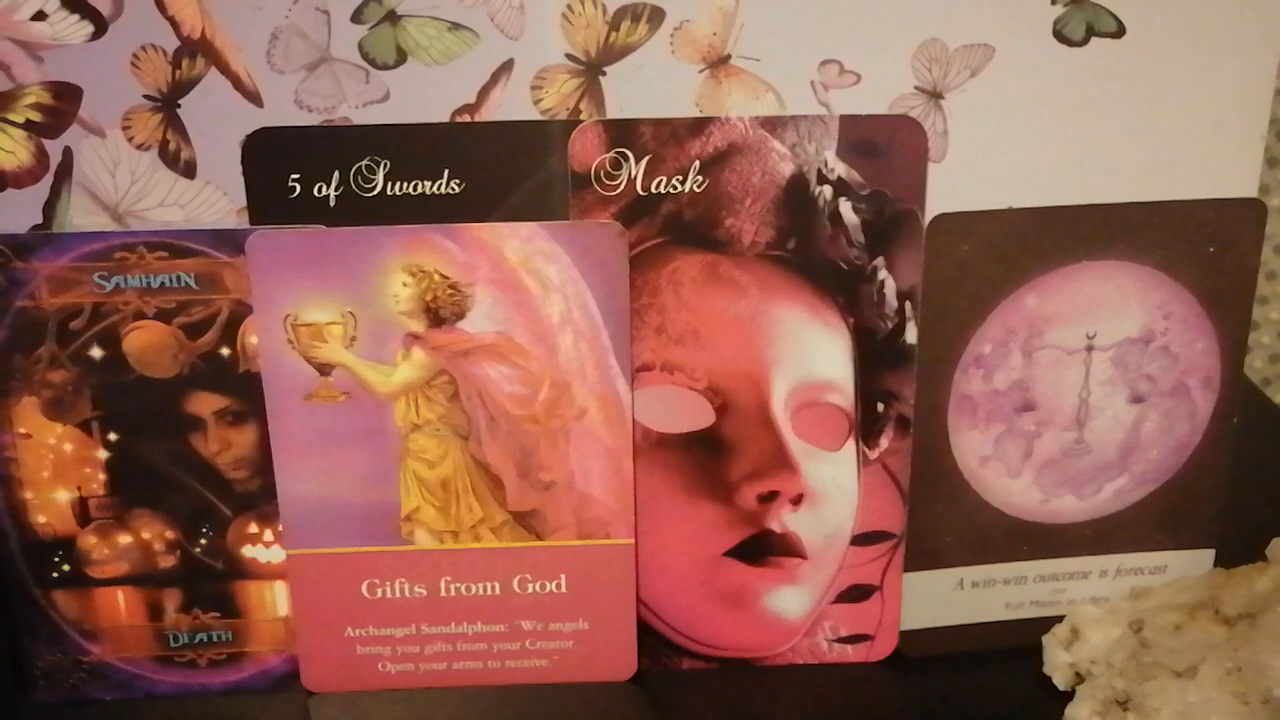 5 of Swords
Mask
SAMHAIN
DEATH
Gifts from God
Archangel Sandalphon: "We angels
bring you gifts from your Creator.
Open your arms to receive."
A win-win outcome is forecast
Full Moon in Libra